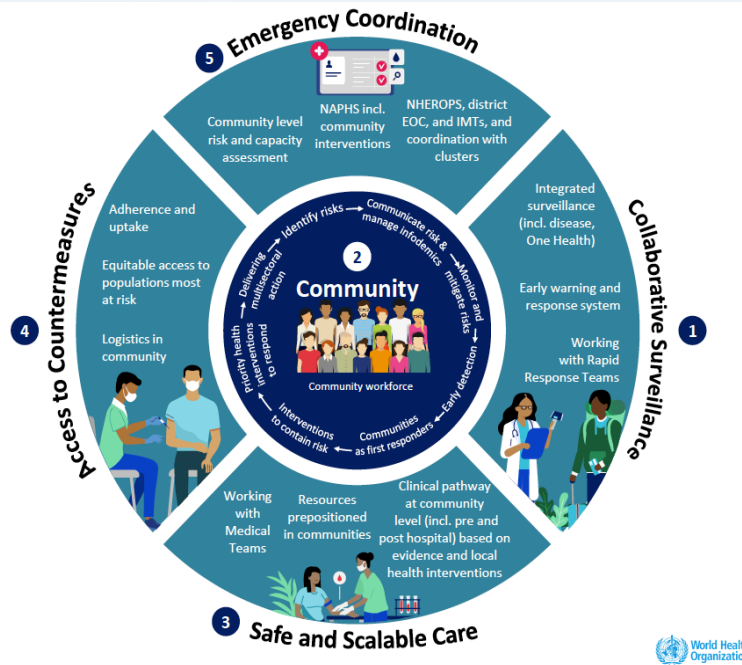 5
Emergency Coordination
Community level
risk and capacity
assessment
NAPHS incl.
community
interventions
NHEROPS, district
EOC, and IMTs, and
coordination with
clusters
1
Collaborative Surveillance
Integrated
surveillance
(incl. disease,
One Health)
Early warning and
response system
Working
with Rapid
Response Teams
4
Access to Countermeasures
Adherence and
uptake
Equitable access to
populations most
at risk
Logistics in
community
2
Community
Community workforce
Identify risks
Communicate risk &
manage infodemics
Monitor and
mitigate risks
Early detection
Communities
as first responders
Interventions
to contain risk
Priority health
interventions
to respond
Delivering
multisectoral
action
Working
with
Medical
Teams
Resources
prepositioned
in communities
Clinical pathway
at community
level (incl. pre and
post hospital) based on
evidence and local
health interventions
3
Safe and Scalable Care
World Healt
Organizatio